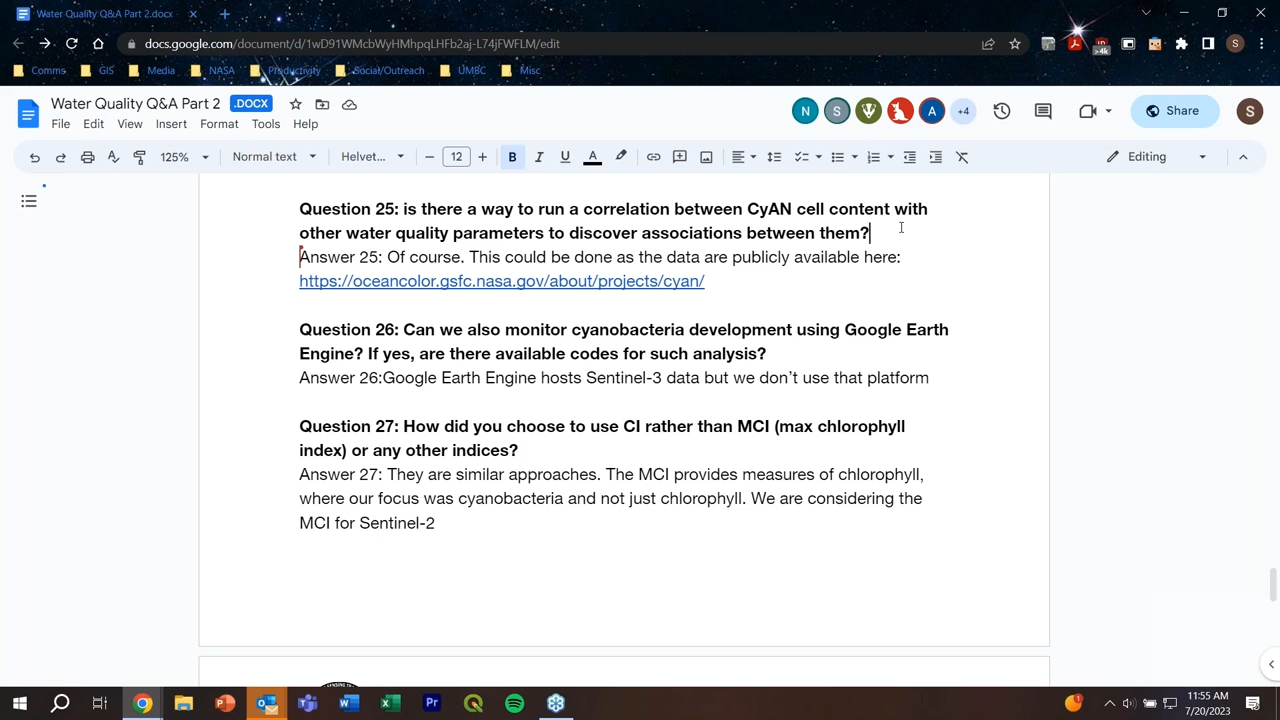 Water Quality Q&A Part 2.docx
docs.google.com/document/d/1wD91WMcbWyHMhpqLHFb2aj-L74jFWFLM/edit
S
Comms GIS Media NASA Productivity Social/Outreach UMBC Misc
Water Quality Q&A Part 2 .DOCX
N S A +4 Share S
File Edit View Insert Format Tools Help
125% Normal text Helvet... 12 B I U A Editing
Question 25: is there a way to run a correlation between CyAN cell content with
other water quality parameters to discover associations between them?
Answer 25: Of course. This could be done as the data are publicly available here:
https://oceancolor.gsfc.nasa.gov/about/projects/cyan/
Question 26: Can we also monitor cyanobacteria development using Google Earth
Engine? If yes, are there available codes for such analysis?
Answer 26:Google Earth Engine hosts Sentinel-3 data but we don’t use that platform
Question 27: How did you choose to use CI rather than MCI (max chlorophyll
index) or any other indices?
Answer 27: They are similar approaches. The MCI provides measures of chlorophyll,
where our focus was cyanobacteria and not just chlorophyll. We are considering the
MCI for Sentinel-2
11:55 AM
7/20/2023